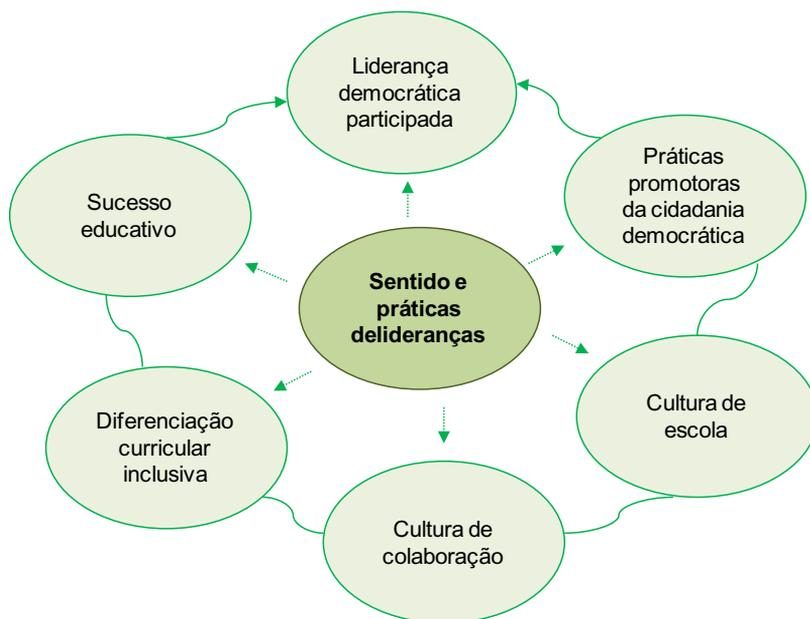 Liderança
democrática
participada
Práticas
promotoras
da cidadania
democrática
Sucesso
educativo
Sentido e
práticas
delideranças
Cultura de
escola
Diferenciação
curricular
inclusiva
Cultura de
colaboração